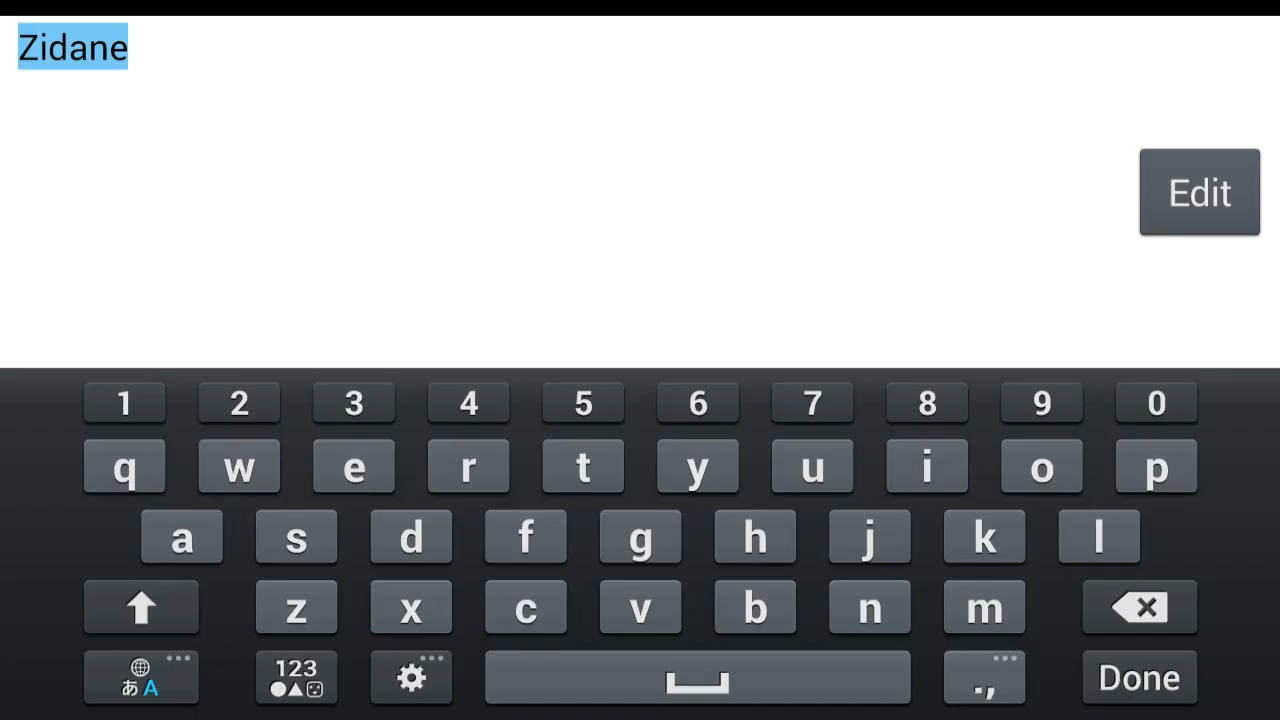 Zidane
Edit
1 2 3 4 5 6 7 8 9 0
q w e r t y u i o p
a s d f g h j k l
z x c v b n m
あA 123 ., Done